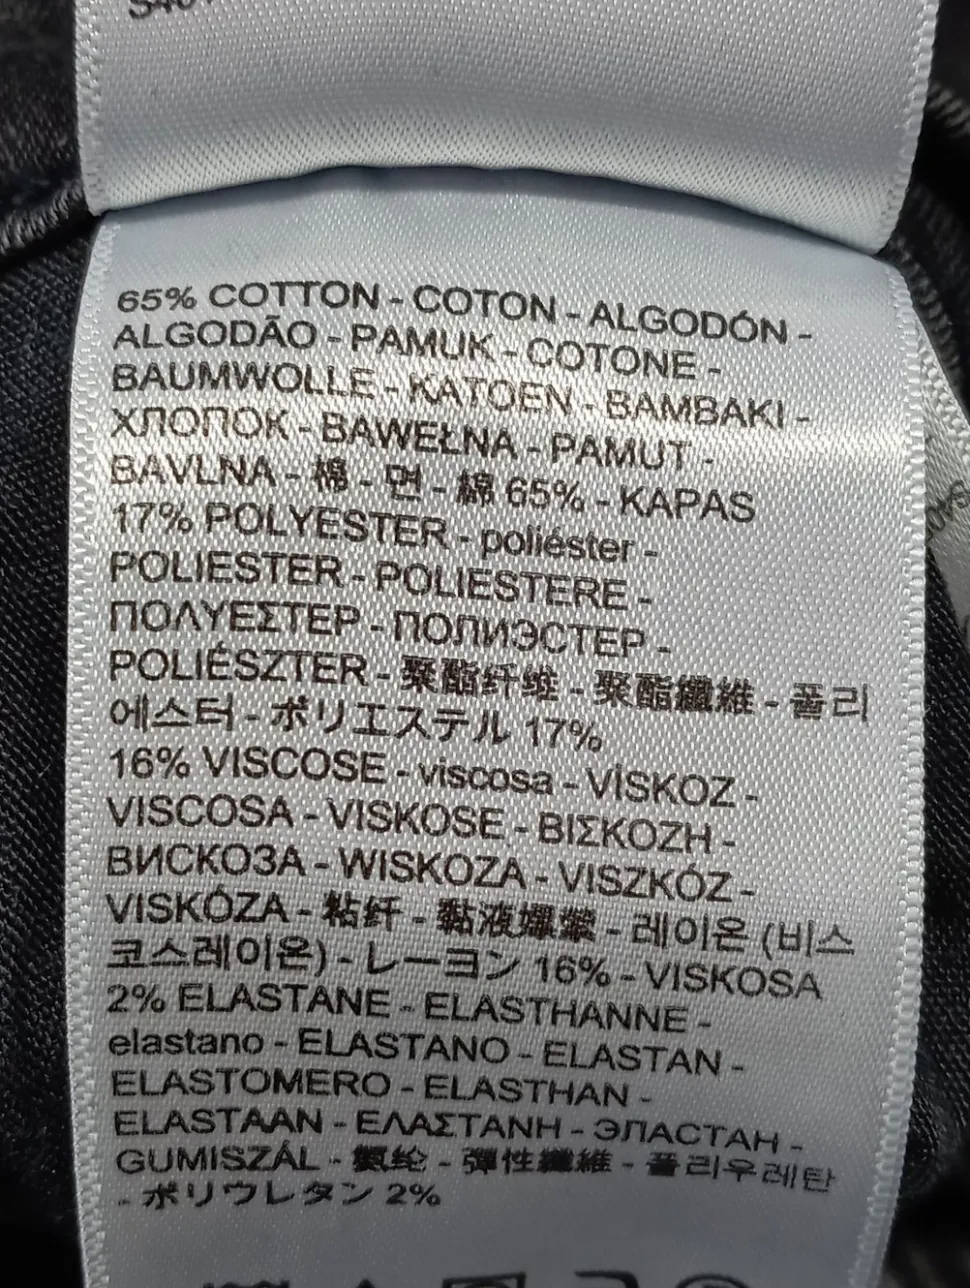 65% COTTON - COTON - ALGODÓN -
ALGODÃO - PAMUK - COTONE -
BAUMWOLLE - KATOEN - BAMBAKI -
ХЛОПОК - BAWEŁNA - PAMUT -
BAVLNA - 棉 - 면 - 綿 65% - KAPAS
17% POLYESTER - poliéster -
POLIESTER - POLIESTERE -
ΠΟΛΥΕΣΤΕΡ - ПОЛИЭСТЕР -
POLIÉSZTER - 聚酯纤维 - 聚酯纖維 - 폴리
에스터 - ポリエステル 17%
16% VISCOSE - viscosa - VİSKOZ -
VISCOSA - VISKOSE - ΒΙΣΚΟΖΗ -
ВИСКОЗА - WISKOZA - VISZKÓZ -
VISKÓZA - 粘纤 - 黏液嫘縈 - 레이온 (비스
코스레이온) - レーヨン 16% - VISKOSA
2% ELASTANE - ELASTHANNE -
elastano - ELASTANO - ELASTAN -
ELASTOMERO - ELASTHAN -
ELASTAAN - ΕΛΑΣΤΑΝΗ - ЭЛАСТАН -
GUMISZÁL - 氨纶 - 彈性纖維 - 폴리우레탄
- ポリウレタン 2%